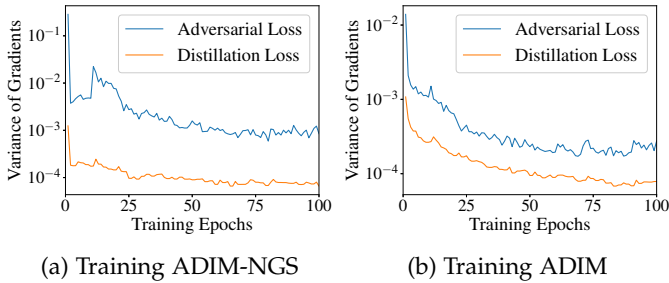 Variance of Gradients
10⁻¹
10⁻²
10⁻³
10⁻⁴
Adversarial Loss
Distillation Loss
0 25 50 75 100
Training Epochs
(a) Training ADIM-NGS
Variance of Gradients
10⁻²
10⁻³
10⁻⁴
Adversarial Loss
Distillation Loss
0 25 50 75 100
Training Epochs
(b) Training ADIM